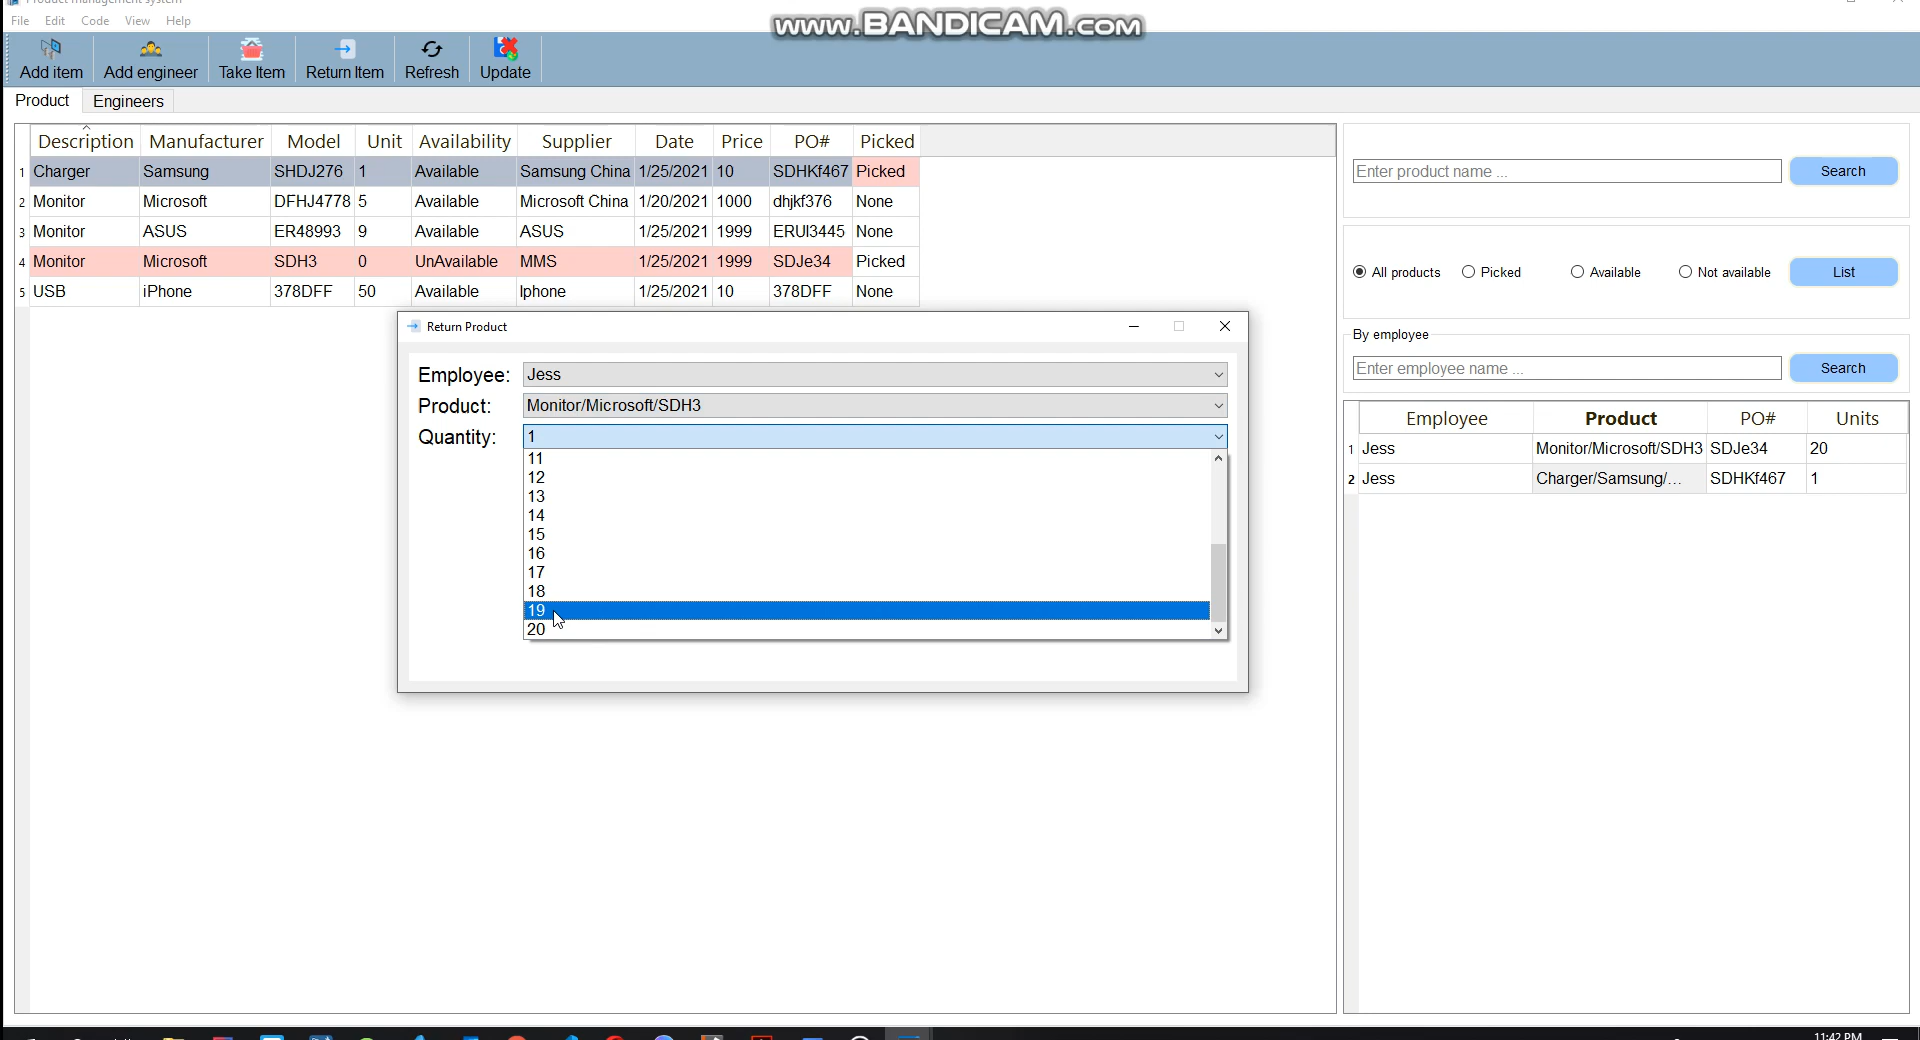 Product management system
www.BANDICAM.com
File Edit Code View Help
Add item Add engineer Take Item Return Item Refresh Update
Product Engineers
Description Manufacturer Model Unit Availability Supplier Date Price PO# Picked
1 Charger Samsung SHDJ276 1 Available Samsung China 1/25/2021 10 SDHKf467 Picked
2 Monitor Microsoft DFHJ4778 5 Available Microsoft China 1/20/2021 1000 dhjkf376 None
3 Monitor ASUS ER48993 9 Available ASUS 1/25/2021 1999 ERUI3445 None
4 Monitor Microsoft SDH3 0 UnAvailable MMS 1/25/2021 1999 SDJe34 Picked
5 USB iPhone 378DFF 50 Available Iphone 1/25/2021 10 378DFF None
Return Product
Employee: Jess
Product: Monitor/Microsoft/SDH3
Quantity: 1
11
12
13
14
15
16
17
18
19
20
Enter product name ... Search
All products Picked Available Not available List
By employee
Enter employee name ... Search
Employee Product PO# Units
1 Jess Monitor/Microsoft/SDH3 SDJe34 20
2 Jess Charger/Samsung/... SDHKf467 1
11:42 PM